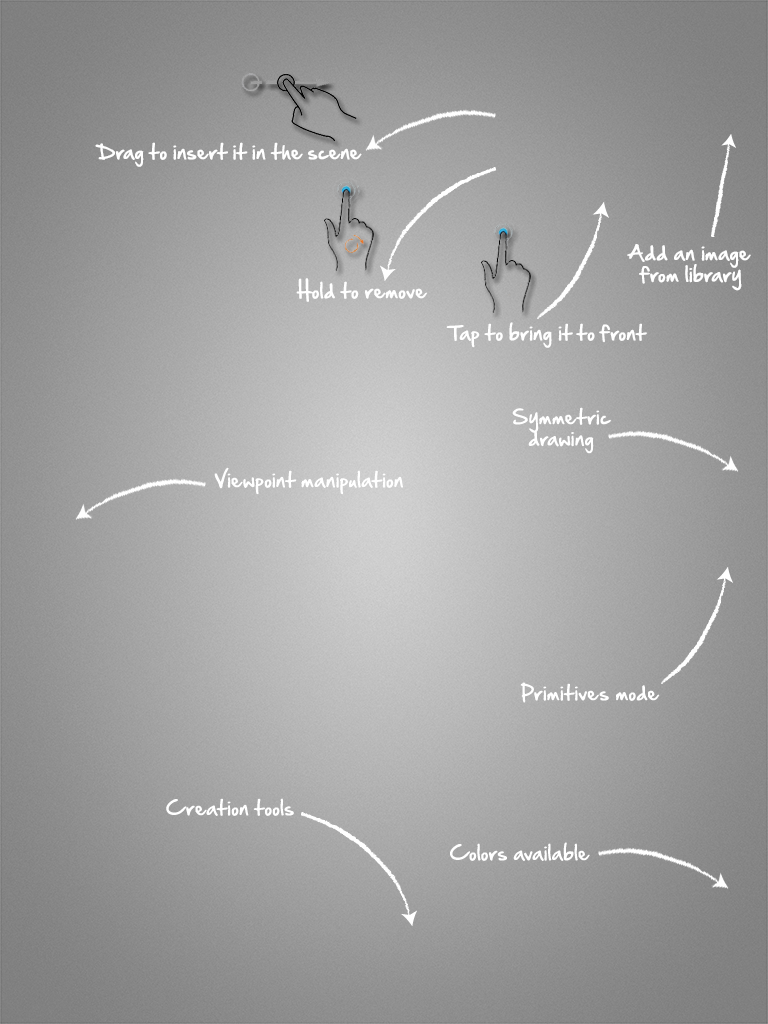 Drag to insert it in the scene
Add an image
from library
Hold to remove
Tap to bring it to front
Symmetric
drawing
Viewpoint manipulation
Primitives mode
Creation tools
Colors available